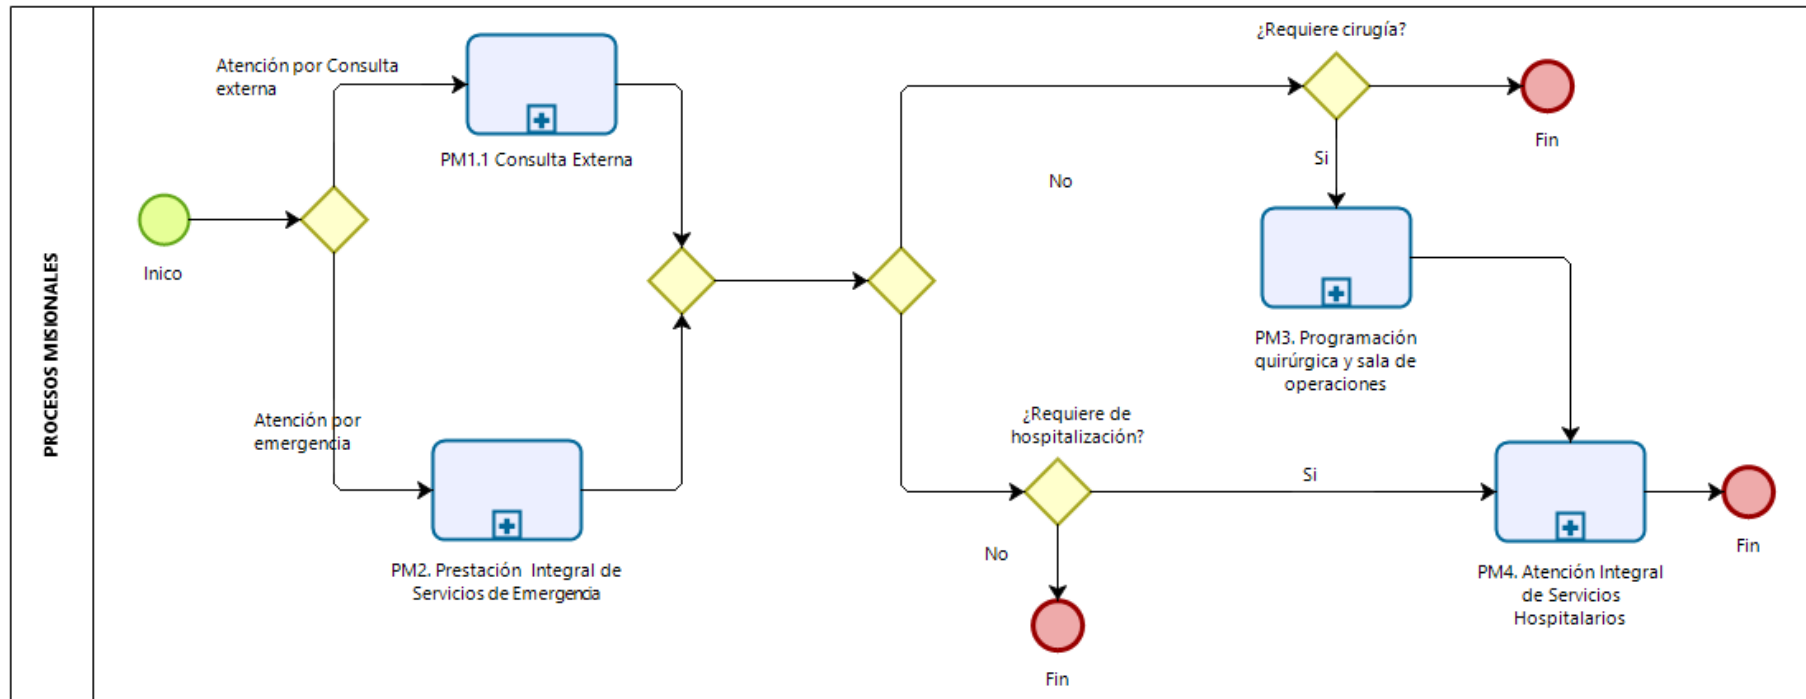 PROCESOS MISIONALES
Inico
Atención por Consulta
externa
PM1.1 Consulta Externa
Atención por
emergencia
PM2. Prestación Integral de
Servicios de Emergencia
No
¿Requiere cirugía?
Fin
Si
PM3. Programación
quirúrgica y sala de
operaciones
¿Requiere de
hospitalización?
Si
No
Fin
PM4. Atención Integral
de Servicios
Hospitalarios
Fin